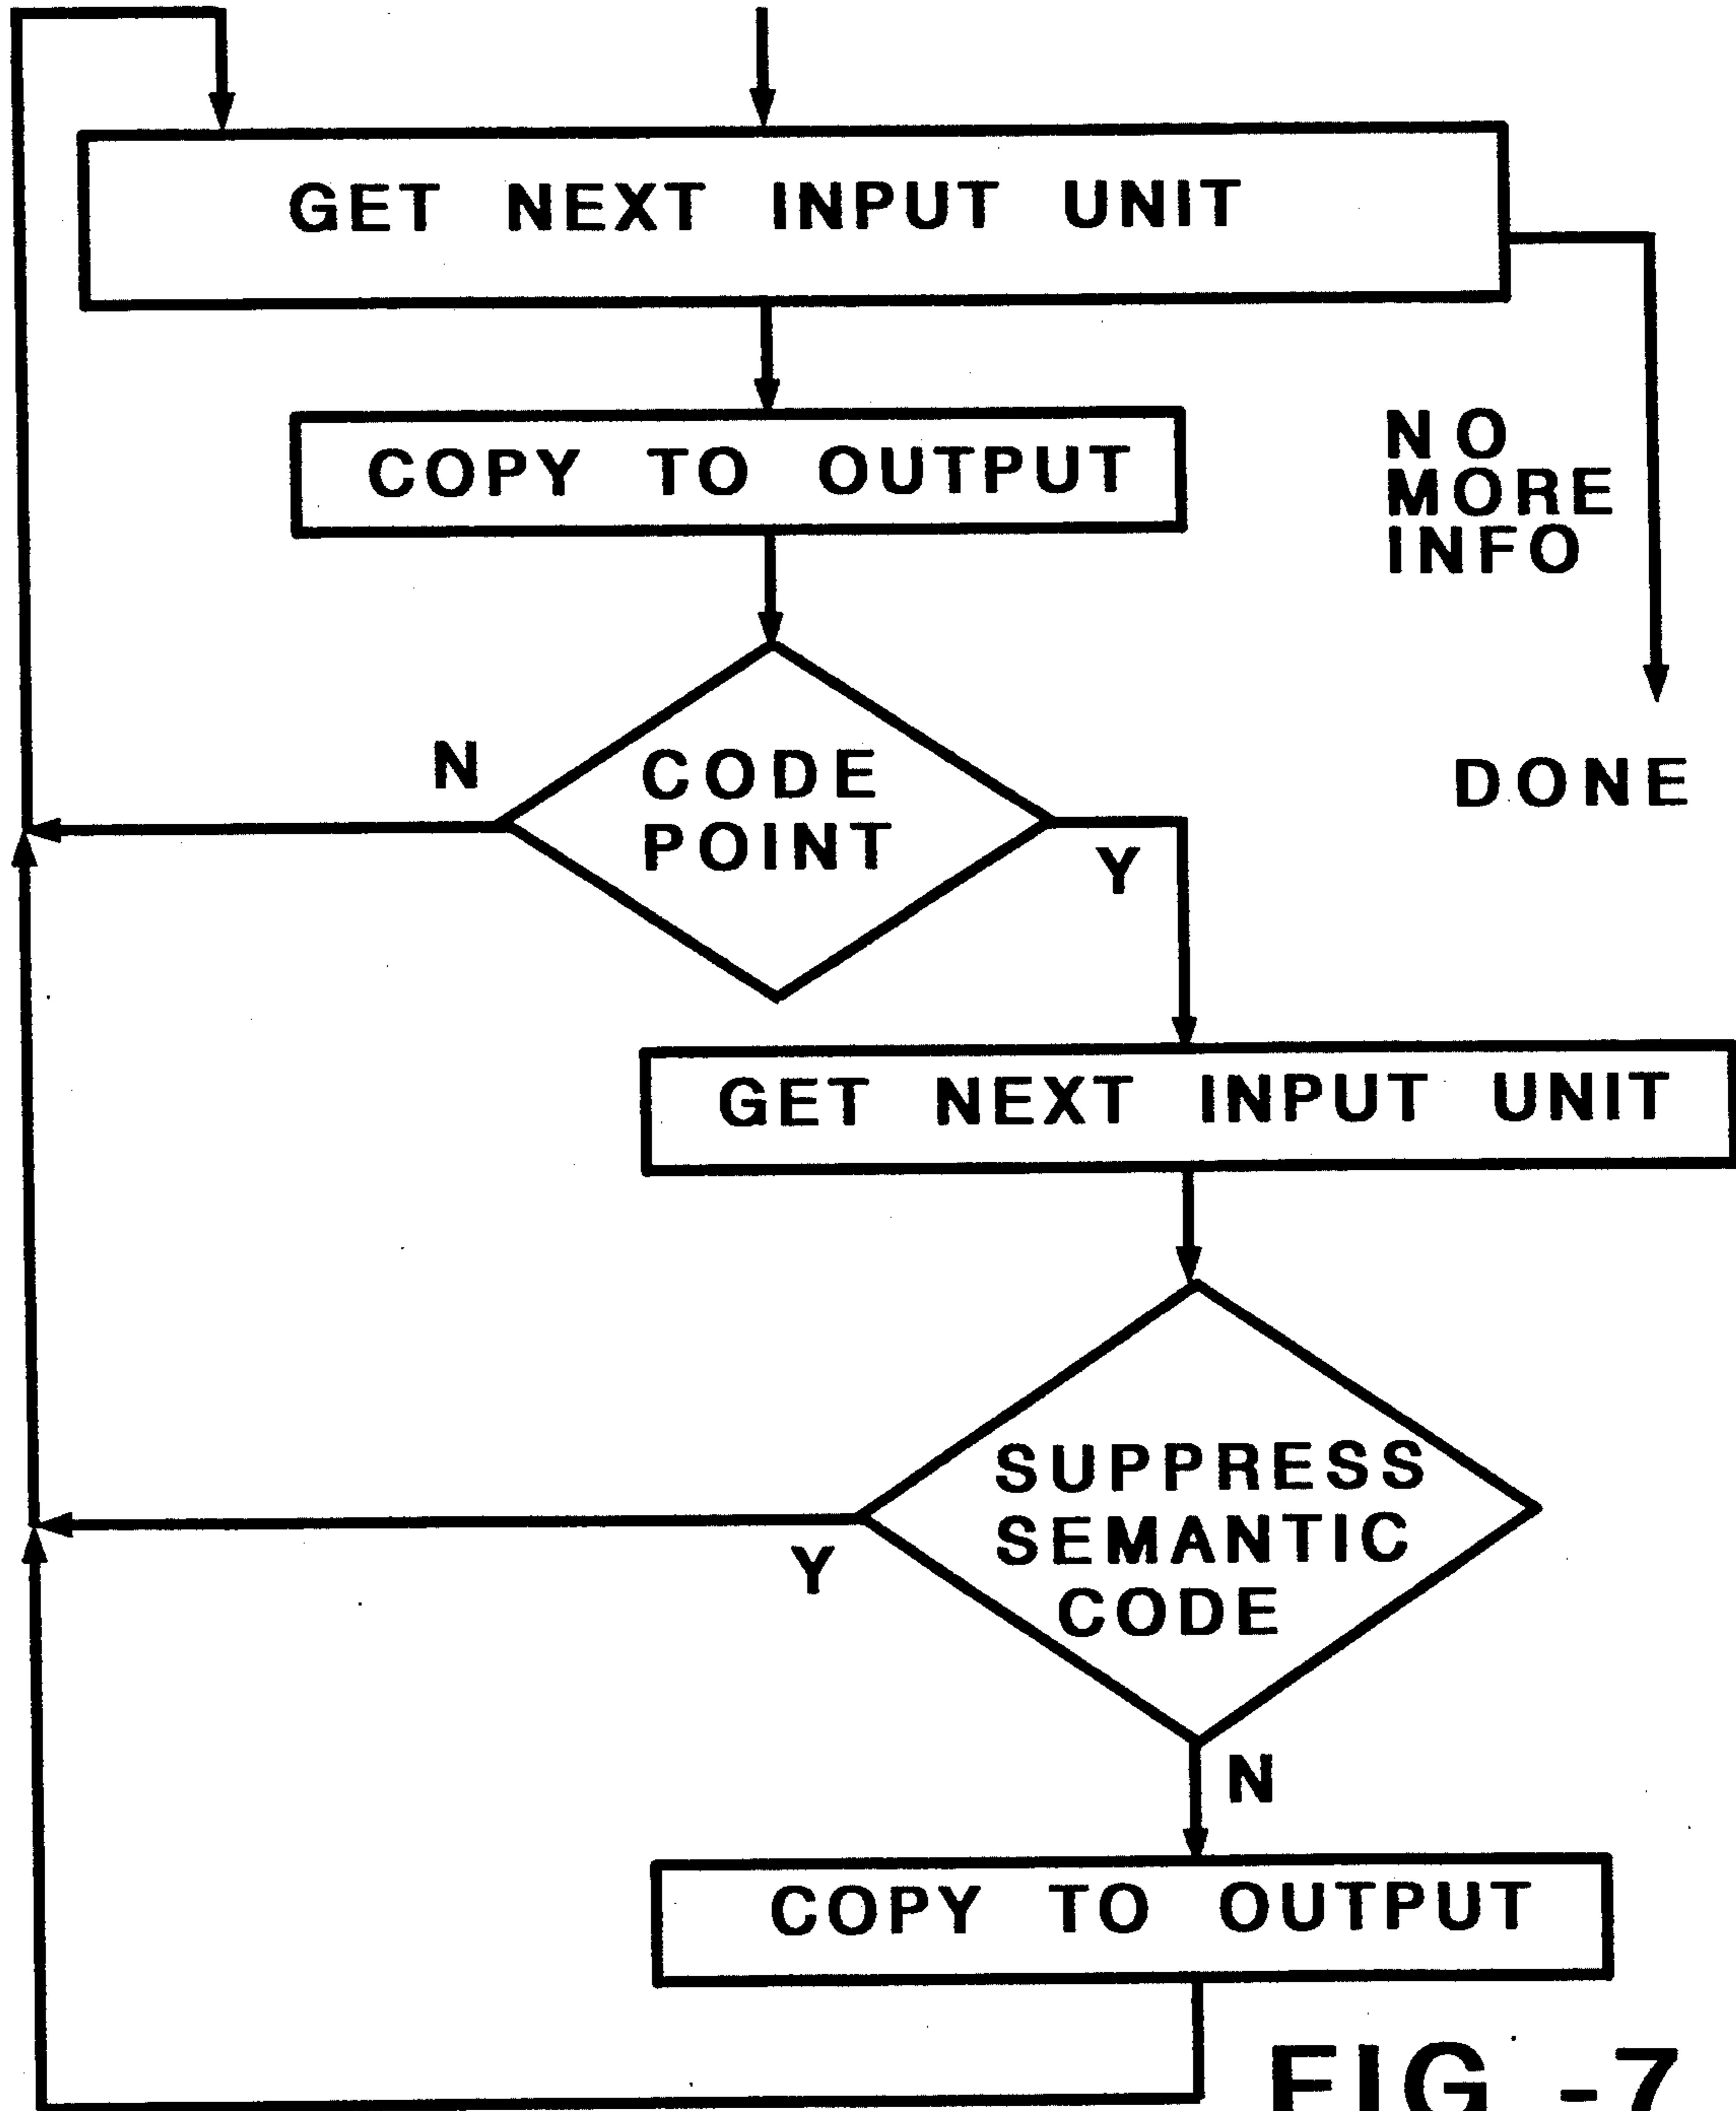 GET NEXT INPUT UNIT
COPY TO OUTPUT
NO
MORE
INFO
N
CODE
POINT
Y
DONE
GET NEXT INPUT UNIT
SUPPRESS
SEMANTIC
CODE
Y
N
COPY TO OUTPUT
FIG -7